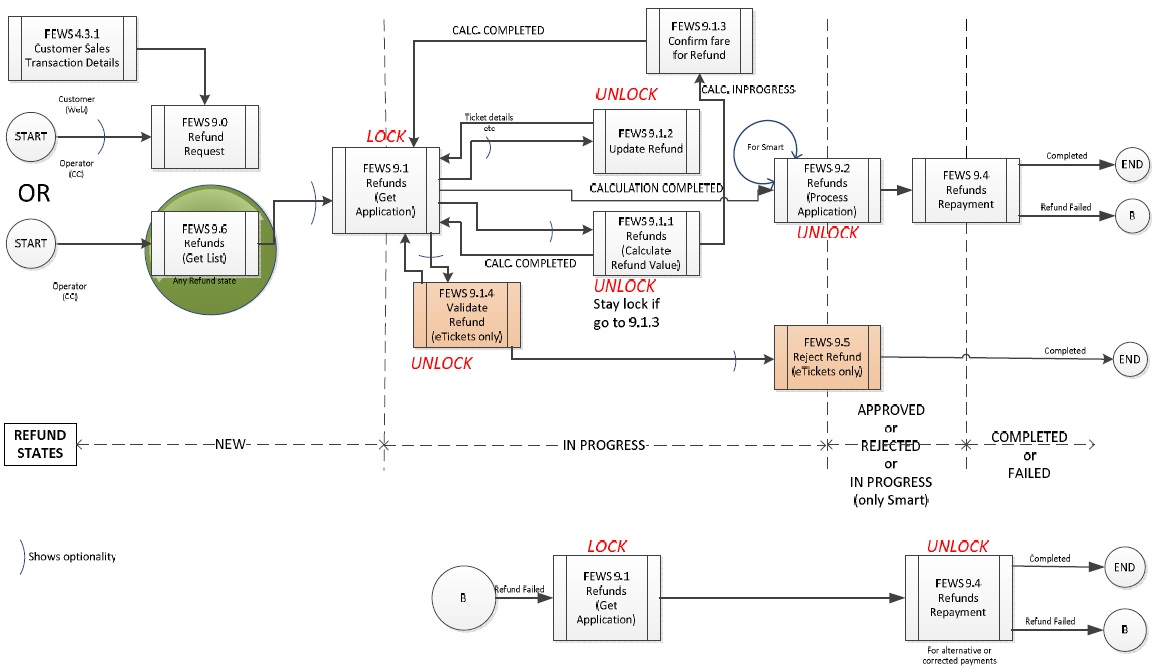 FEWS 4.3.1
Customer Sales
Transaction Details
Customer
(WeU)
START
Operator
(CC)
FEWS 9.0
Refund
Request
OR
START
Operator
(CC)
FEWS 9.6
Refunds
(Get List)
Any Refund state
LOCK
FEWS 9.1
Refunds
(Get
Application)
CALC. COMPLETED
FEWS 9.1.3
Confirm fare
for Refund
CALC. INPROGRESS
UNLOCK
Ticket details
etc
FEWS 9.1.2
Update Refund
CALCULATION COMPLETED
FEWS 9.1.1
Refunds
(Calculate
Refund Value)
CALC. COMPLETED
UNLOCK
Stay lock if
go to 9.1.3
FEWS 9.1.4
Validate
Refund
(eTickets only)
UNLOCK
For Smart
FEWS 9.2
Refunds
(Process
Application)
UNLOCK
FEWS 9.4
Refunds
Repayment
Completed
END
Refund Failed
B
FEWS 9.5
Reject Refund
(eTickets only)
Completed
END
REFUND
STATES
NEW
IN PROGRESS
APPROVED
or
REJECTED
or
IN PROGRESS
(only Smart)
COMPLETED
or
FAILED
Shows optionality
B
Refund Failed
LOCK
FEWS 9.1
Refunds
(Get
Application)
UNLOCK
FEWS 9.4
Refunds
Repayment
For alternative or
corrected payments
Completed
END
Refund Failed
B